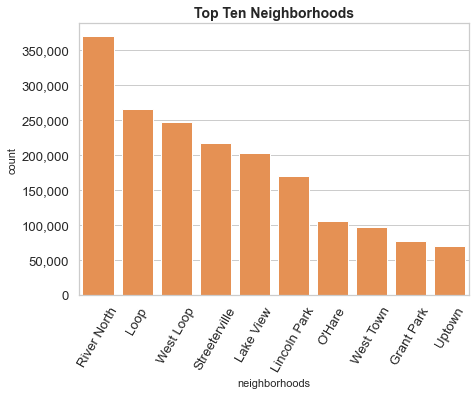 Top Ten Neighborhoods
count
350,000
300,000
250,000
200,000
150,000
100,000
50,000
0
River North
Loop
West Loop
Streeterville
Lake View
Lincoln Park
O'Hare
West Town
Grant Park
Uptown
neighborhoods